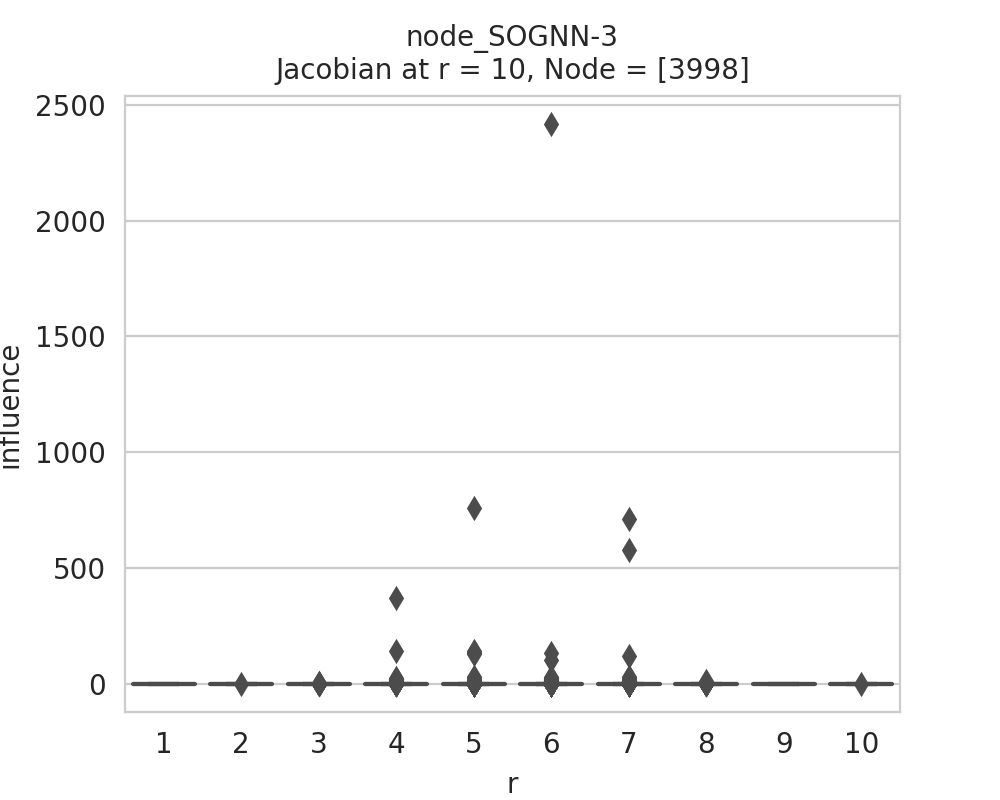 node_SOGNN-3
Jacobian at r = 10, Node = [3998]
2500
2000
1500
1000
500
0
influence
1 2 3 4 5 6 7 8 9 10
r